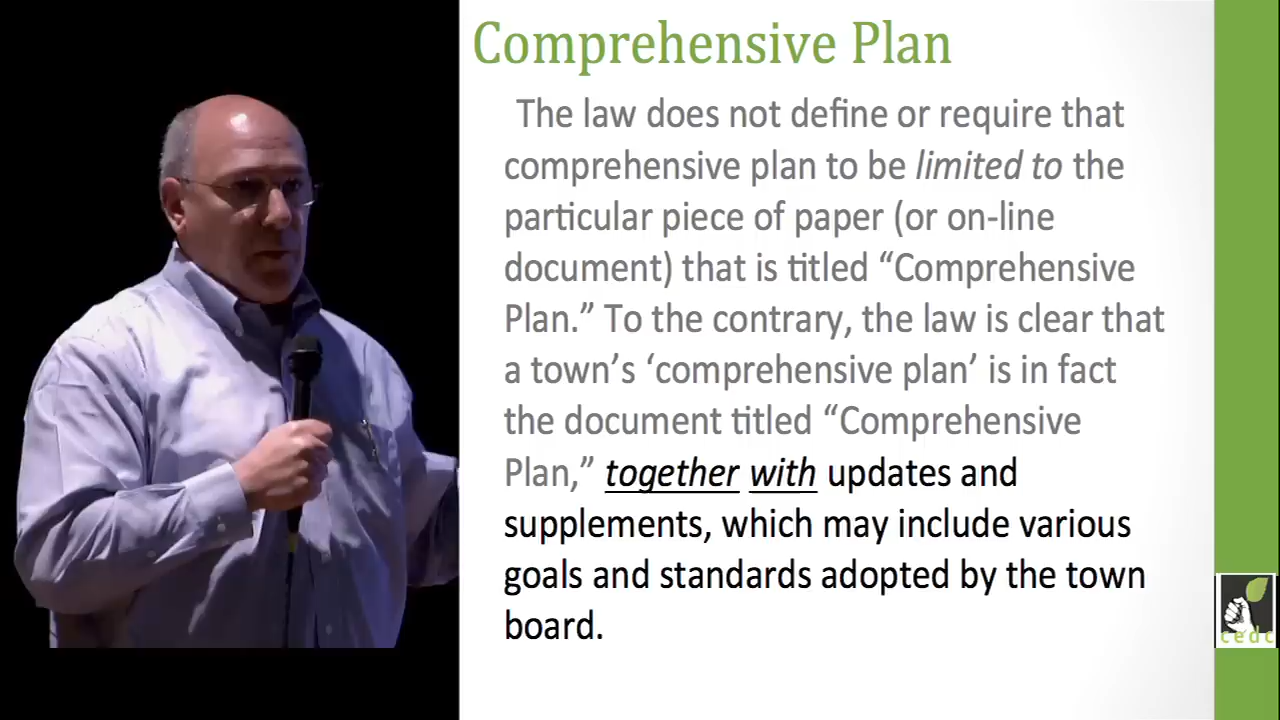 Comprehensive Plan
The law does not define or require that
comprehensive plan to be limited to the
particular piece of paper (or on-line
document) that is titled “Comprehensive
Plan.” To the contrary, the law is clear that
a town’s ‘comprehensive plan’ is in fact
the document titled “Comprehensive
Plan,” together with updates and
supplements, which may include various
goals and standards adopted by the town
board.
cedc